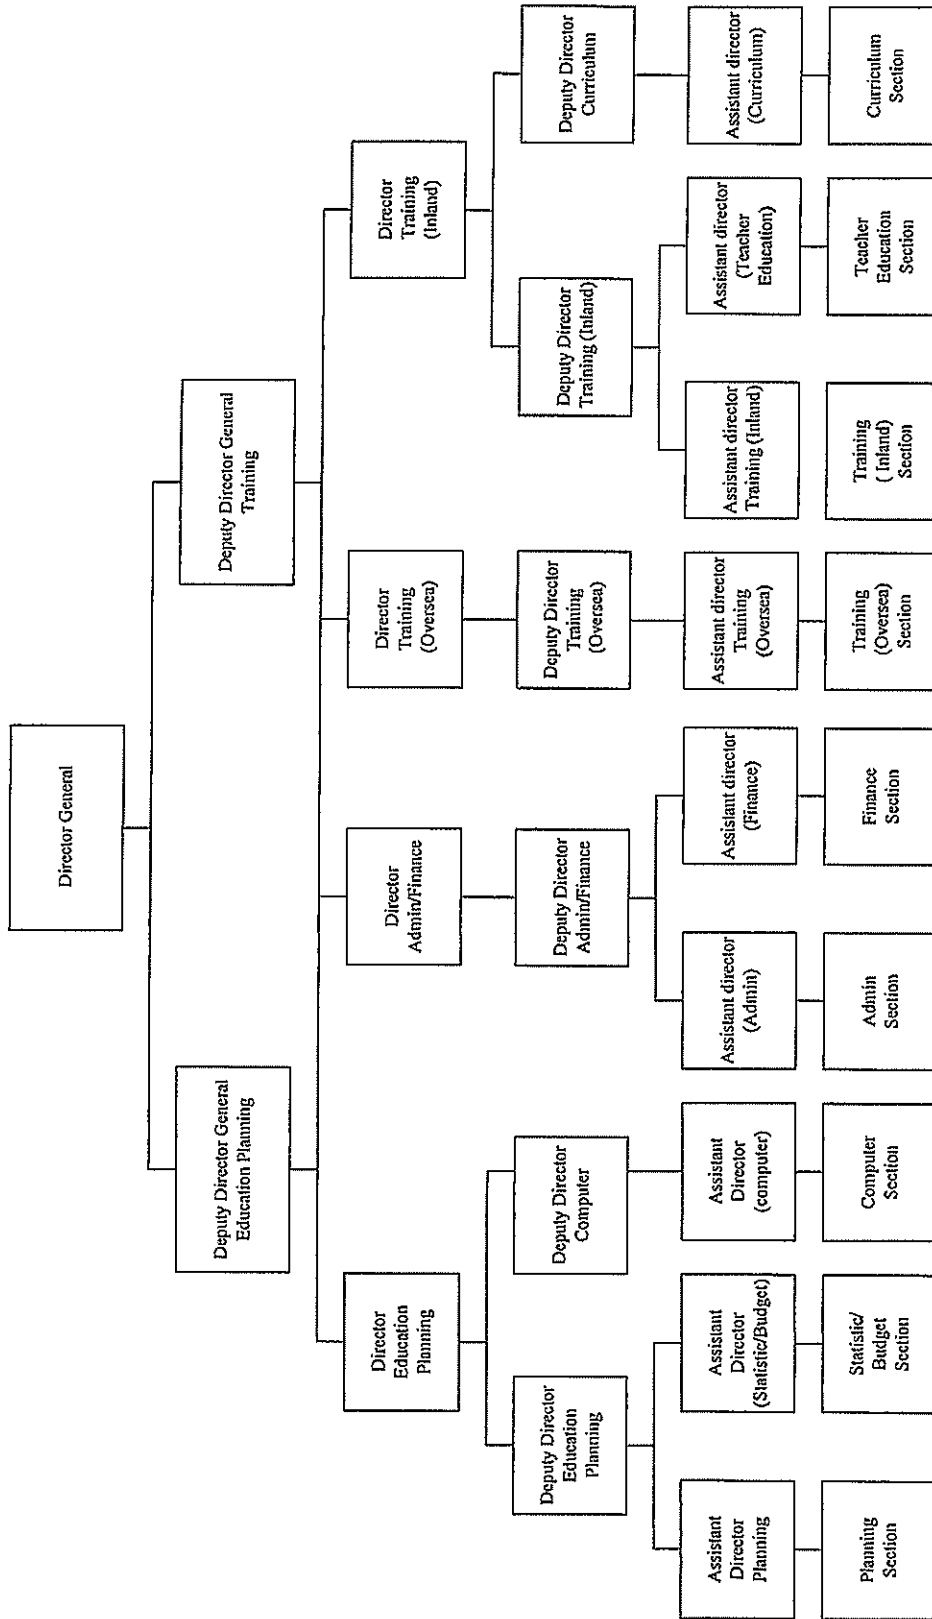 Director General
Deputy Director General
Education Planning
Deputy Director General
Training
Director
Education
Planning
Director
Admin/Finance
Director
Training
(Oversea)
Director
Training
(Inland)
Deputy Director
Education
Planning
Deputy Director
Computer
Deputy Director
Admin/Finance
Deputy Director
Training
(Oversea)
Deputy Director
Training (Inland)
Deputy Director
Curriculum
Assistant
Director
Planning
Assistant
Director
(Statistic/Budget)
Assistant
Director
(computer)
Assistant director
(Admin)
Assistant director
(Finance)
Assistant director
Training
(Oversea)
Assistant director
Training (Inland)
Assistant director
(Teacher
Education)
Assistant director
(Curriculum)
Planning
Section
Statistic/
Budget
Section
Computer
Section
Admin
Section
Finance
Section
Training
(Oversea)
Section
Training
( Inland)
Section
Teacher
Education
Section
Curriculum
Section